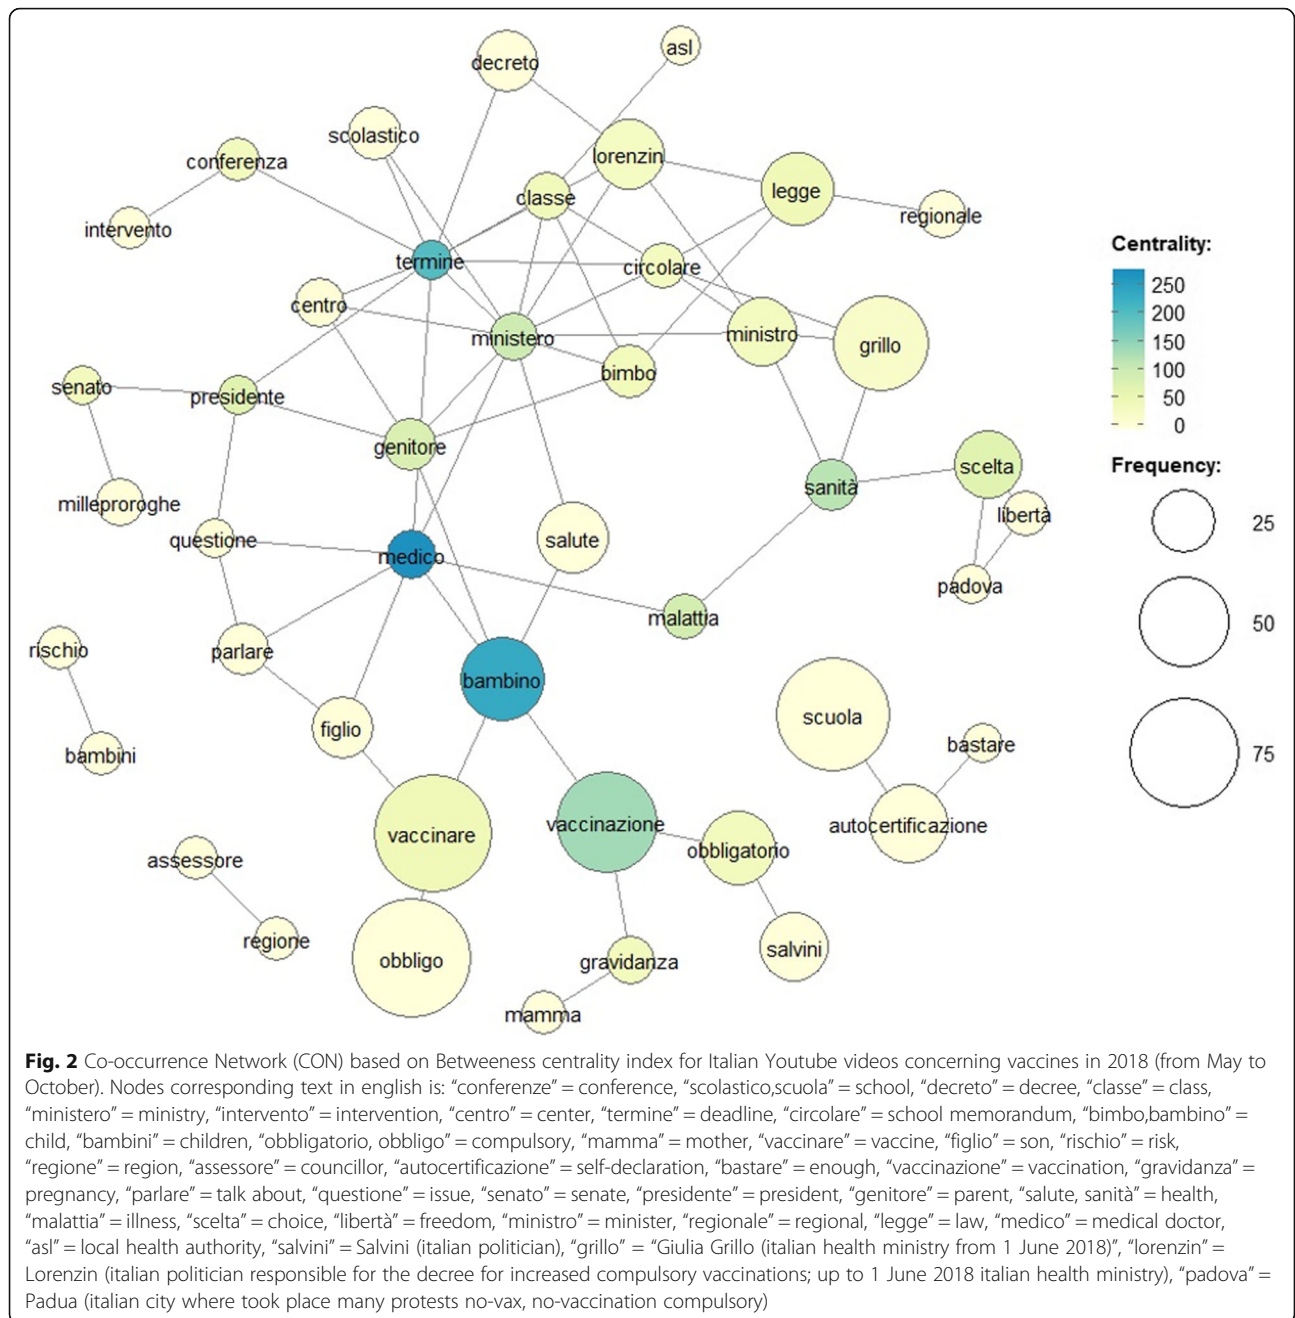 decreto
asl
scolastico
conferenza
lorenzin
legge
classe
intervento
regionale
termine
circolare
centro
ministero
ministro
grillo
bimbo
senato
presidente
genitore
scelta
sanità
milleproroghe
libertà
questione
medico
salute
padova
malattia
rischio
parlare
bambino
scuola
figlio
bambini
bastare
vaccinare
vaccinazione
autocertificazione
obbligatorio
assessore
regione
obbligo
gravidanza
salvini
mamma
Centrality:
250
200
150
100
50
0
Frequency:
25
50
75
Fig. 2 Co-occurrence Network (CON) based on Betweeness centrality index for Italian Youtube videos concerning vaccines in 2018 (from May to
October). Nodes corresponding text in english is: “conferenze” = conference, “scolastico,scuola” = school, “decreto” = decree, “classe” = class,
“ministero” = ministry, “intervento” = intervention, “centro” = center, “termine” = deadline, “circolare” = school memorandum, “bimbo,bambino” =
child, “bambini” = children, “obbligatorio, obbligo” = compulsory, “mamma” = mother, “vaccinare” = vaccine, “figlio” = son, “rischio” = risk,
“regione” = region, “assessore” = councillor, “autocertificazione” = self-declaration, “bastare” = enough, “vaccinazione” = vaccination, “gravidanza” =
pregnancy, “parlare” = talk about, “questione” = issue, “senato” = senate, “presidente” = president, “genitore” = parent, “salute, sanità” = health,
“malattia” = illness, “scelta” = choice, “libertà” = freedom, “ministro” = minister, “regionale” = regional, “legge” = law, “medico” = medical doctor,
“asl” = local health authority, “salvini” = Salvini (italian politician), “grillo” = “Giulia Grillo (italian health ministry from 1 June 2018)”, “lorenzin” =
Lorenzin (italian politician responsible for the decree for increased compulsory vaccinations; up to 1 June 2018 italian health ministry), “padova” =
Padua (italian city where took place many protests no-vax, no-vaccination compulsory)